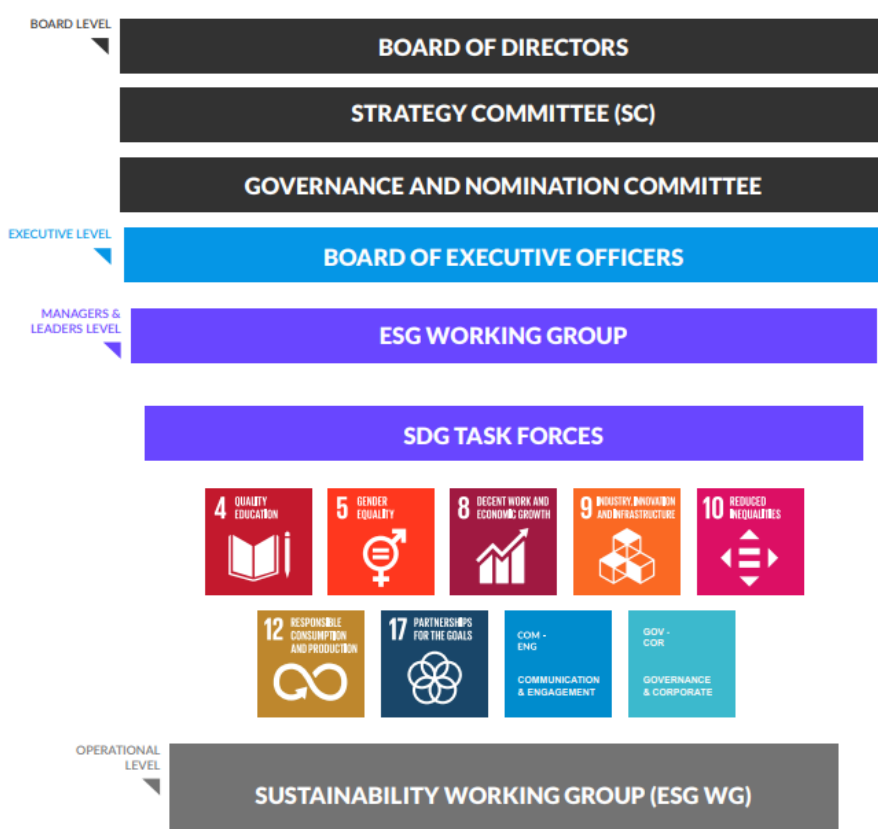 BOARD LEVEL
BOARD OF DIRECTORS
STRATEGY COMMITTEE (SC)
GOVERNANCE AND NOMINATION COMMITTEE
EXECUTIVE LEVEL
BOARD OF EXECUTIVE OFFICERS
MANAGERS &
LEADERS LEVEL
ESG WORKING GROUP
SDG TASK FORCES
4 QUALITY
EDUCATION
5 GENDER
EQUALITY
8 DECENT WORK AND
ECONOMIC GROWTH
9 INDUSTRY, INNOVATION
AND INFRASTRUCTURE
10 REDUCED
INEQUALITIES
12 RESPONSIBLE
CONSUMPTION
AND PRODUCTION
17 PARTNERSHIPS
FOR THE GOALS
COM -
ENG
COMMUNICATION
& ENGAGEMENT
GOV -
COR
GOVERNANCE
& CORPORATE
OPERATIONAL
LEVEL
SUSTAINABILITY WORKING GROUP (ESG WG)